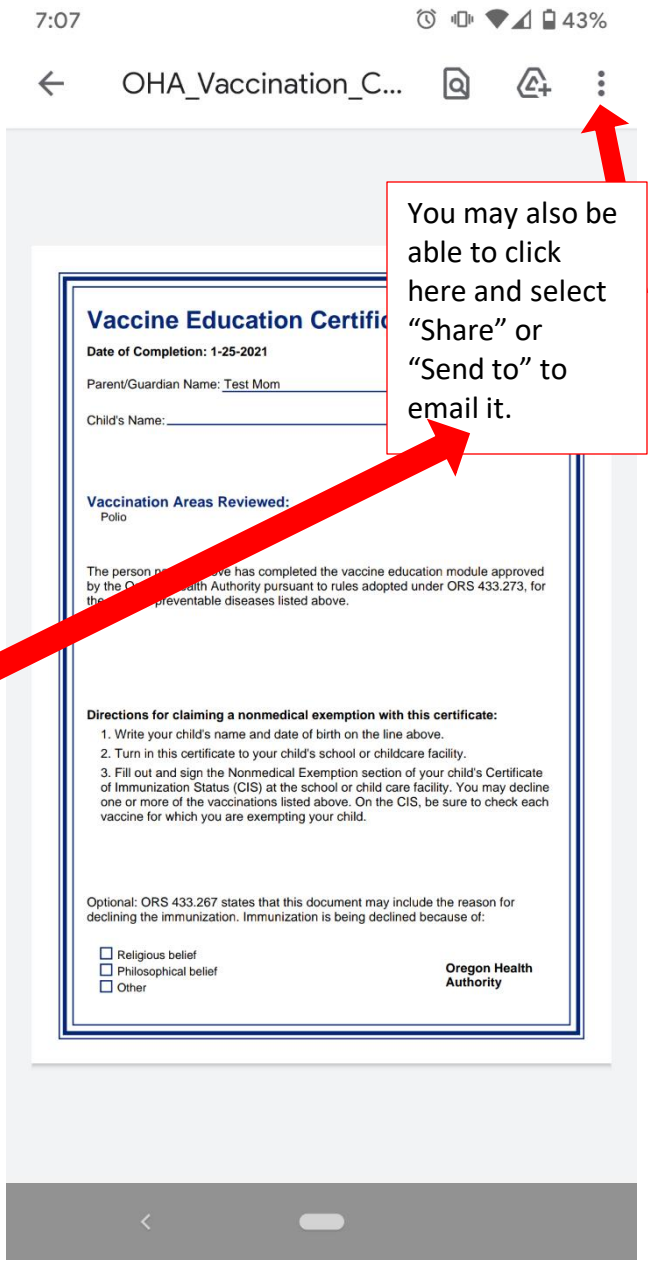 7:07
43%
OHA_Vaccination_C...
You may also be
able to click
here and select
“Share” or
“Send to” to
email it.
Vaccine Education Certific
Date of Completion: 1-25-2021
Parent/Guardian Name: Test Mom
Child's Name:
Vaccination Areas Reviewed:
Polio
The person ve has completed the vaccine education module approved
by the alth Authority pursuant to rules adopted under ORS 433.273, for
the preventable diseases listed above.
Directions for claiming a nonmedical exemption with this certificate:
1. Write your child's name and date of birth on the line above.
2. Turn in this certificate to your child's school or childcare facility.
3. Fill out and sign the Nonmedical Exemption section of your child's Certificate
of Immunization Status (CIS) at the school or child care facility. You may decline
one or more of the vaccinations listed above. On the CIS, be sure to check each
vaccine for which you are exempting your child.
Optional: ORS 433.267 states that this document may include the reason for
declining the immunization. Immunization is being declined because of:
Religious belief
Philosophical belief
Other
Oregon Health
Authority